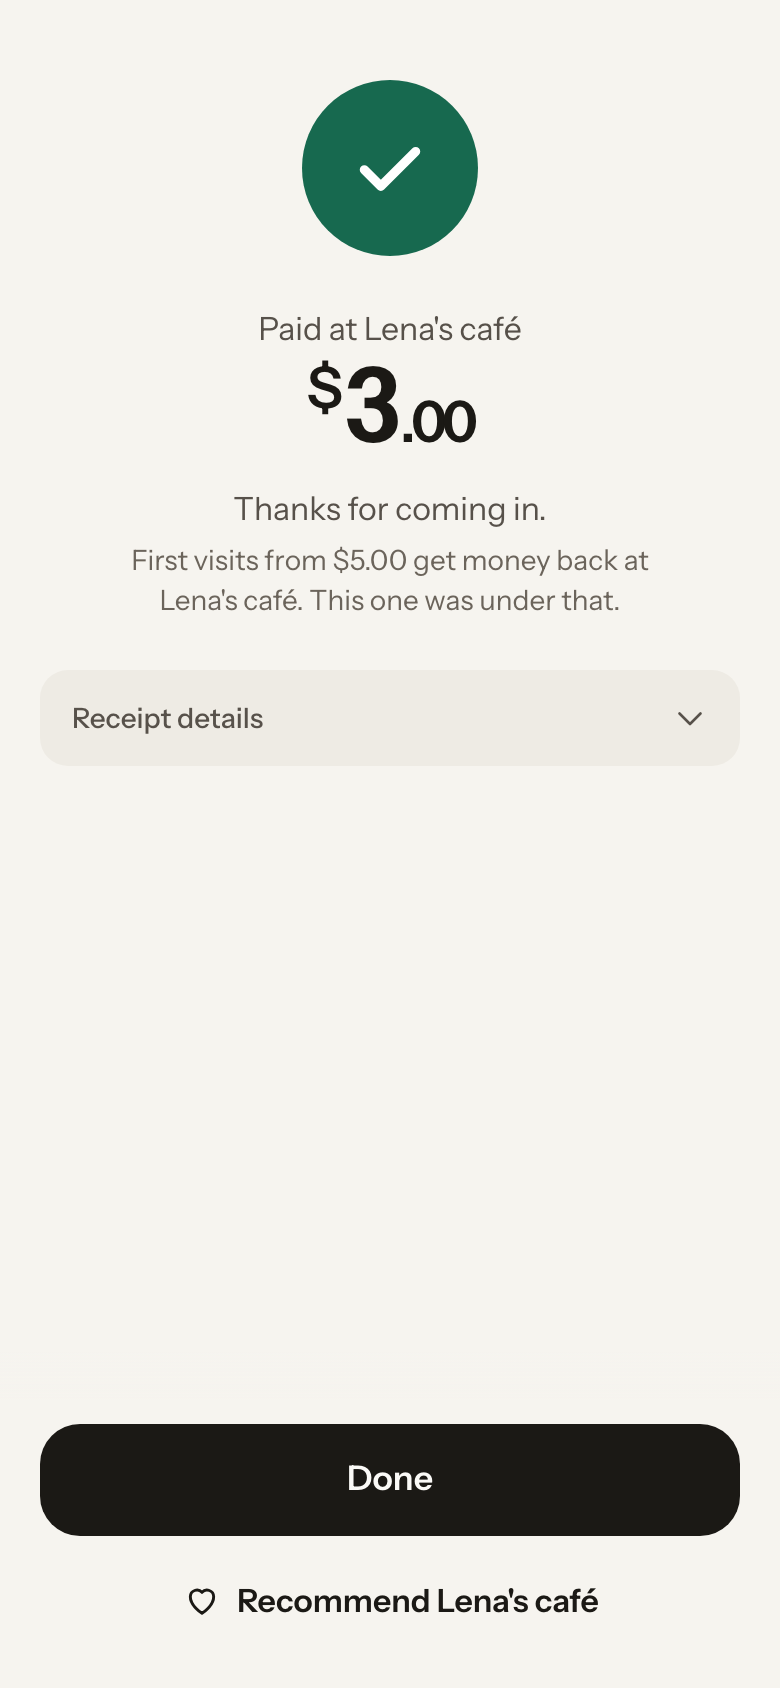 Paid at Lena's café
$3.00
Thanks for coming in.
First visits from $5.00 get money back at
Lena's café. This one was under that.
Receipt details
Done
Recommend Lena's café